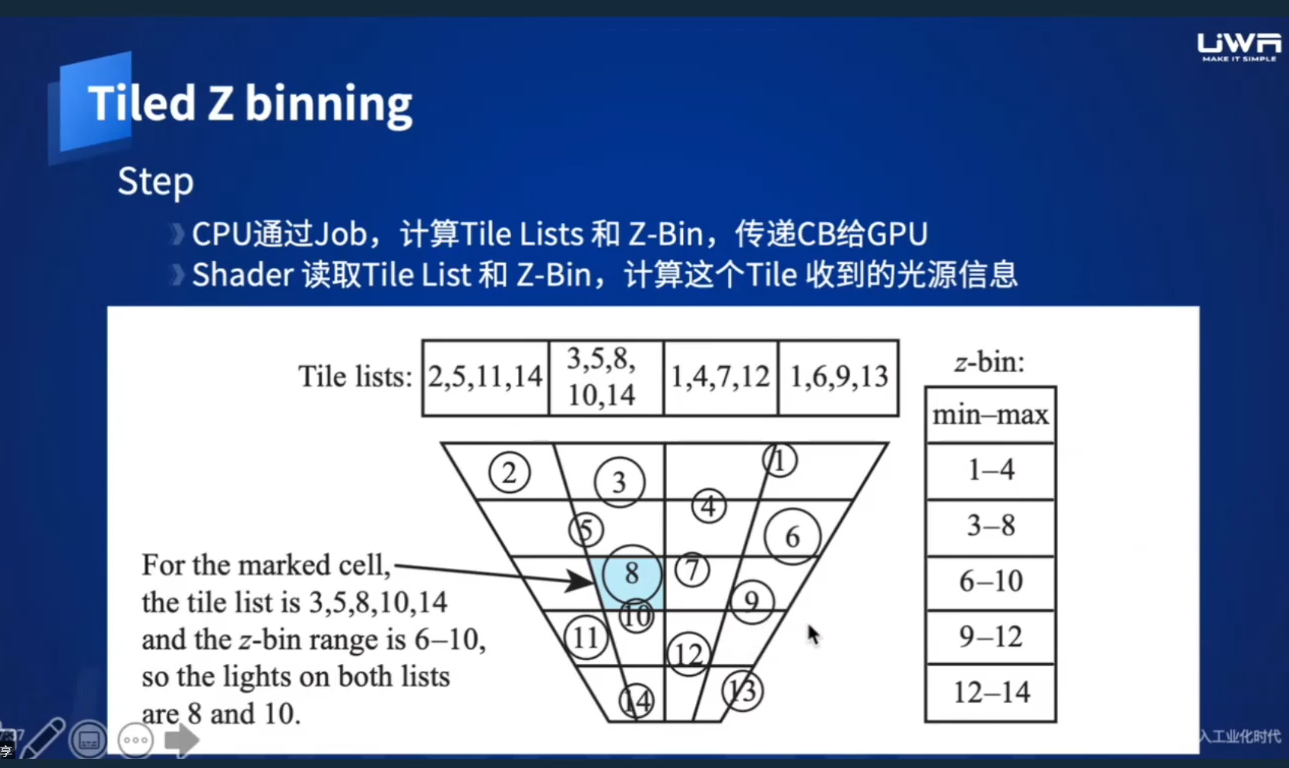 UWA
MAKE IT SIMPLE
Tiled Z binning
Step
CPU通过Job，计算Tile Lists 和 Z-Bin，传递CB给GPU
Shader 读取Tile List 和 Z-Bin，计算这个Tile 收到的光源信息
Tile lists:
2,5,11,14
3,5,8,
10,14
1,4,7,12
1,6,9,13
z-bin:
min–max
1–4
3–8
6–10
9–12
12–14
1
2
3
4
5
6
7
8
9
10
11
12
13
14
For the marked cell,
the tile list is 3,5,8,10,14
and the z-bin range is 6–10,
so the lights on both lists
are 8 and 10.
享
入工业化时代